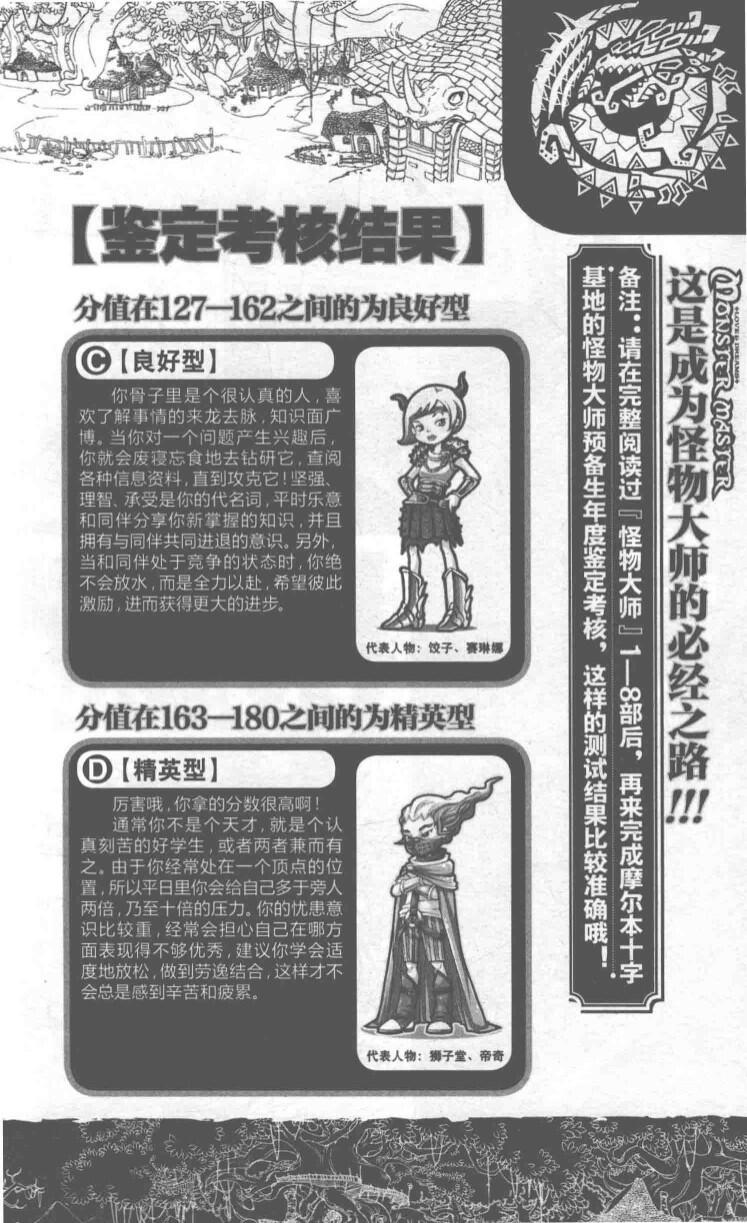 【鉴定考核结果】
分值在127—162之间的为良好型
C【良好型】
你骨子里是个很认真的人，喜
欢了解事情的来龙去脉，知识面广
博。当你对一个问题产生兴趣后，
你就会废寝忘食地去钻研它，查阅
各种信息资料，直到攻克它！坚强、
理智、承受是你的代名词，平时乐意
和同伴分享你新掌握的知识，并且
拥有与同伴共同进退的意识。另外，
当和同伴处于竞争的状态时，你绝
不会放水，而是全力以赴，希望彼此
激励，进而获得更大的进步。
代表人物：饺子、赛琳娜
分值在163—180之间的为精英型
D【精英型】
厉害哦，你拿的分数很高啊！
通常你不是个天才，就是个认
真刻苦的好学生，或者两者兼而有
之。由于你经常处在一个顶点的位
置，所以平日里你会给自己多于旁人
两倍，乃至十倍的压力。你的忧患意
识比较重，经常会担心自己在哪方
面表现得不够优秀，建议你学会适
度地放松，做到劳逸结合，这样才不
会总是感到辛苦和疲累。
代表人物：狮子堂、帝奇
MONSTER MASTER
+LOVE & DREAMS+
这是成为怪物大师的必经之路!!!
备注：请在完整阅读过『怪物大师』1—8部后，再来完成摩尔本十字
基地的怪物大师预备生年度鉴定考核，这样的测试结果比较准确哦！